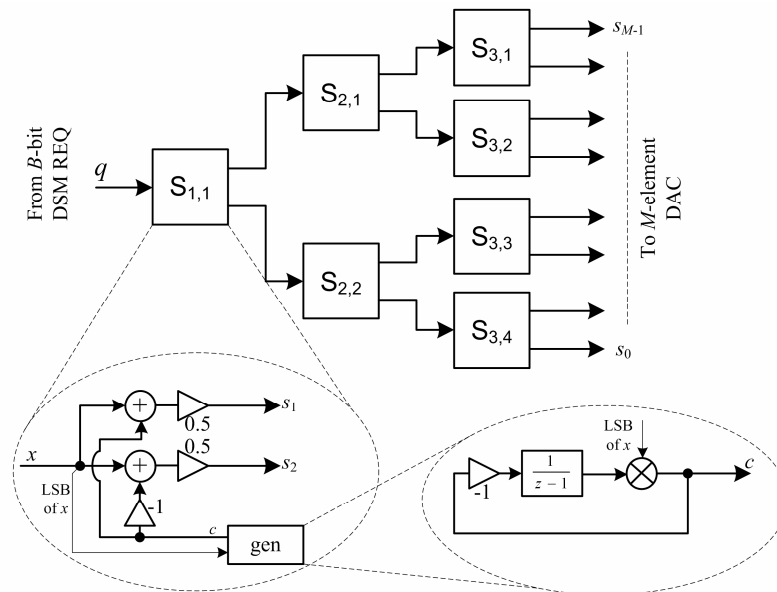 From B-bit
DSM REQ
q
S1,1
S2,1
S2,2
S3,1
S3,2
S3,3
S3,4
sM-1
s0
To M-element
DAC
x
LSB
of x
+
+
0.5
0.5
s1
s2
-1
c
gen
-1
1
z − 1
LSB
of x
c